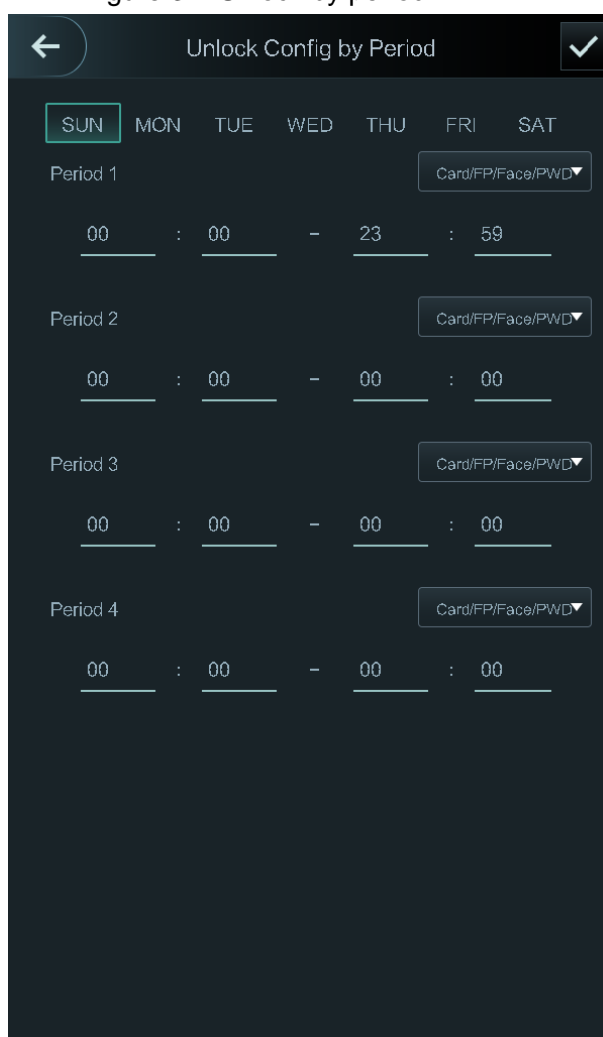 Unlock Config by Period
SUN MON TUE WED THU FRI SAT
Period 1 Card/FP/Face/PWD
00 : 00 - 23 : 59
Period 2 Card/FP/Face/PWD
00 : 00 - 00 : 00
Period 3 Card/FP/Face/PWD
00 : 00 - 00 : 00
Period 4 Card/FP/Face/PWD
00 : 00 - 00 : 00